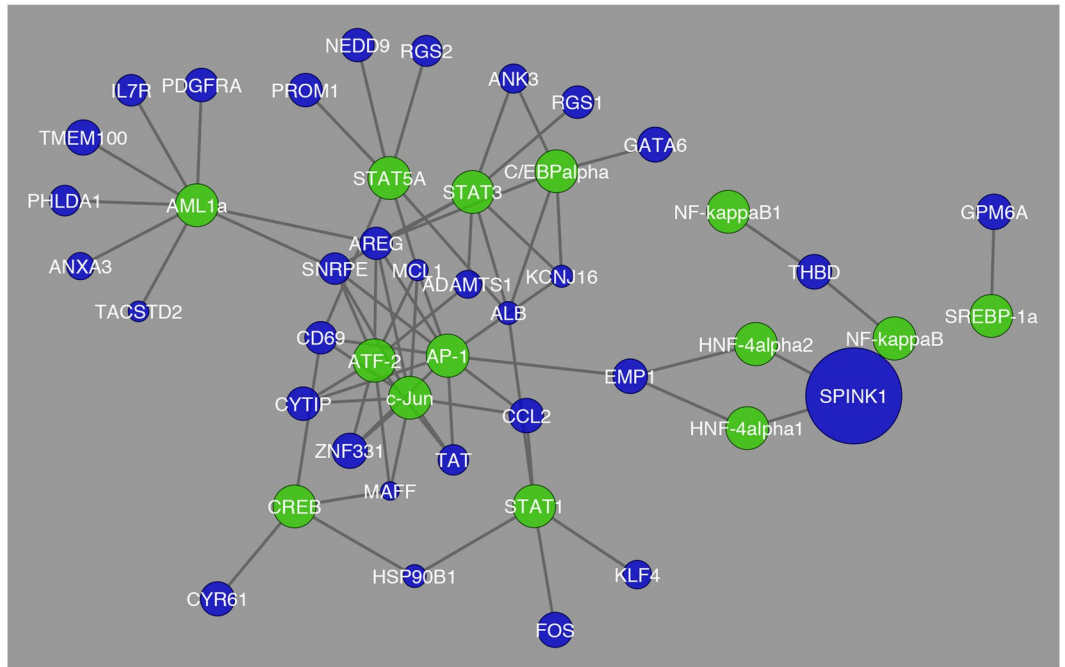 NEDD9
RGS2
ANK3
IL7R
PDGFRA
PROM1
RGS1
TMEM100
GATA6
C/EBPalpha
STAT5A
STAT3
PHLDA1
AML1a
NF-kappaB1
GPM6A
AREG
ANXA3
SNRPE
MCL1
ADAMTS1
KCNJ16
THBD
TACSTD2
ALB
SREBP-1a
CD69
HNF-4alpha2
NF-kappaB
ATF-2
AP-1
EMP1
SPINK1
CYTIP
c-Jun
CCL2
HNF-4alpha1
ZNF331
TAT
MAFF
CREB
STAT1
HSP90B1
KLF4
CYR61
FOS